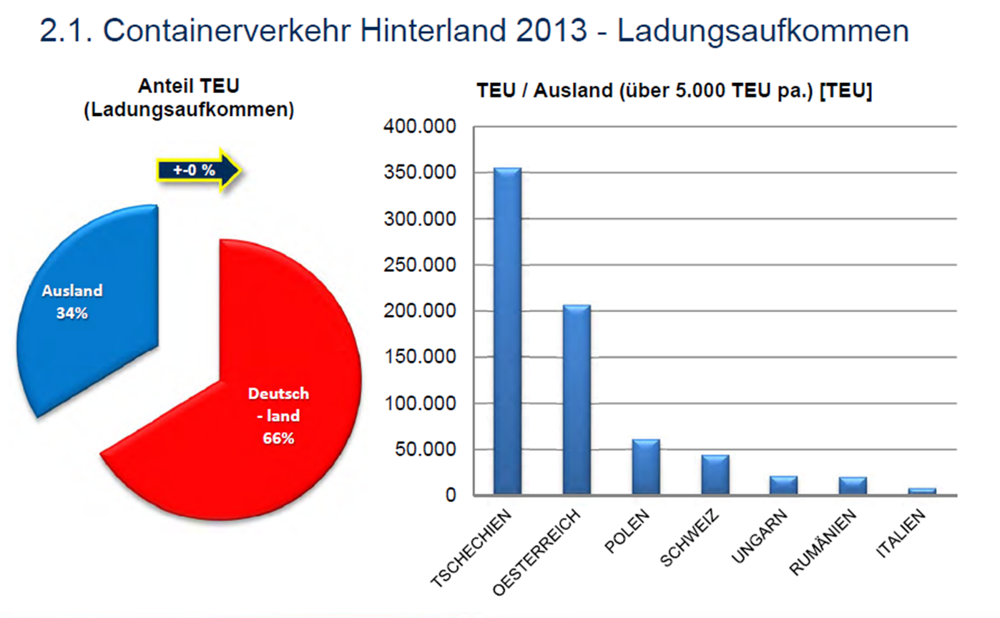 2.1. Containerverkehr Hinterland 2013 - Ladungsaufkommen
Anteil TEU
(Ladungsaufkommen)
+-0 %
Ausland
34%
Deutsch
- land
66%
TEU / Ausland (über 5.000 TEU pa.) [TEU]
400.000
350.000
300.000
250.000
200.000
150.000
100.000
50.000
0
TSCHECHIEN
OESTERREICH
POLEN
SCHWEIZ
UNGARN
RUMÄNIEN
ITALIEN